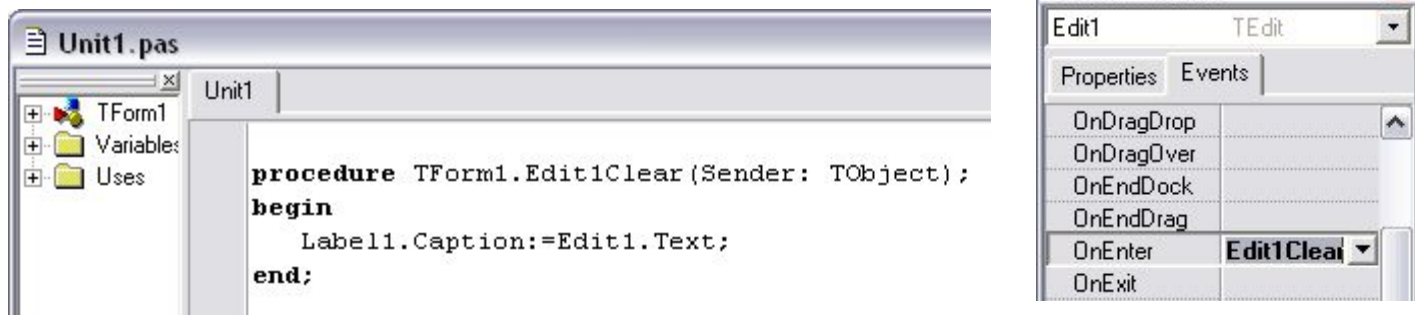 Unit1.pas
TForm1
Variables
Uses
Unit1
procedure TForm1.Edit1Clear(Sender: TObject);
begin
Label1.Caption:=Edit1.Text;
end;
Edit1 TEdit
Properties Events
OnDragDrop
OnDragOver
OnEndDock
OnEndDrag
OnEnter Edit1Clear
OnExit